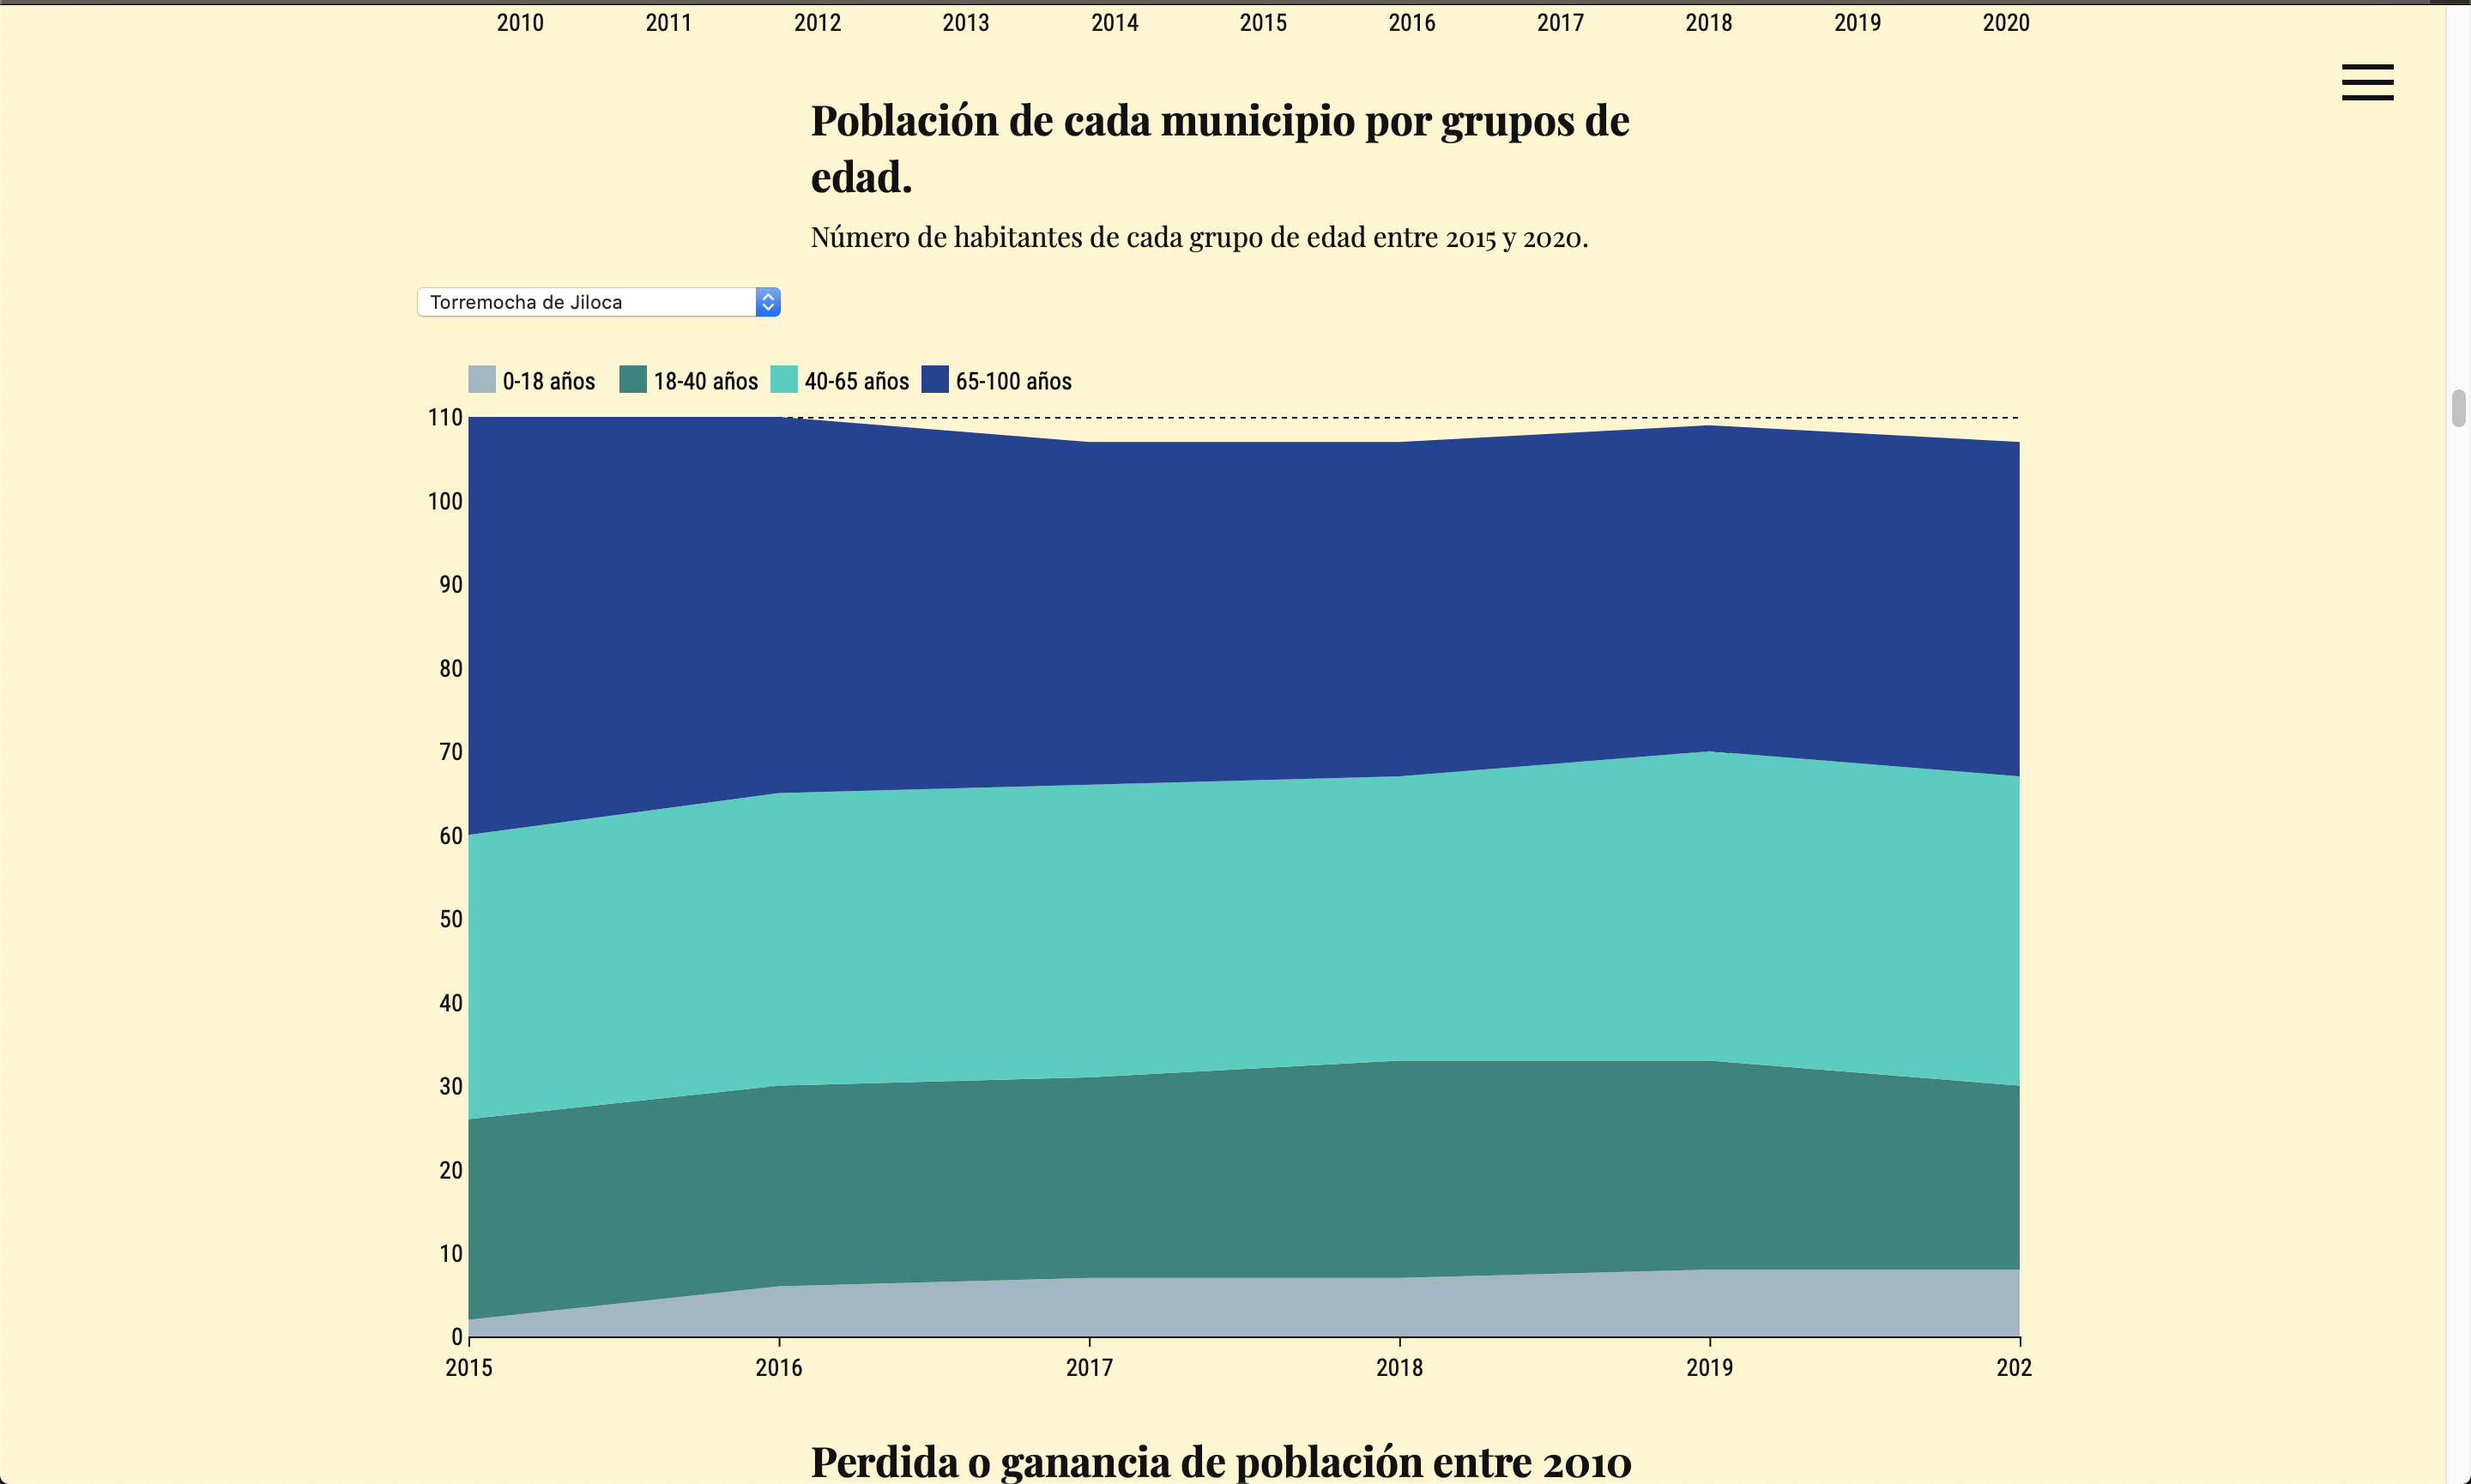 2010 2011 2012 2013 2014 2015 2016 2017 2018 2019 2020
Población de cada municipio por grupos de
edad.
Número de habitantes de cada grupo de edad entre 2015 y 2020.
Torremocha de Jiloca
0-18 años 18-40 años 40-65 años 65-100 años
110
100
90
80
70
60
50
40
30
20
10
0
2015 2016 2017 2018 2019 202
Perdida o ganancia de población entre 2010